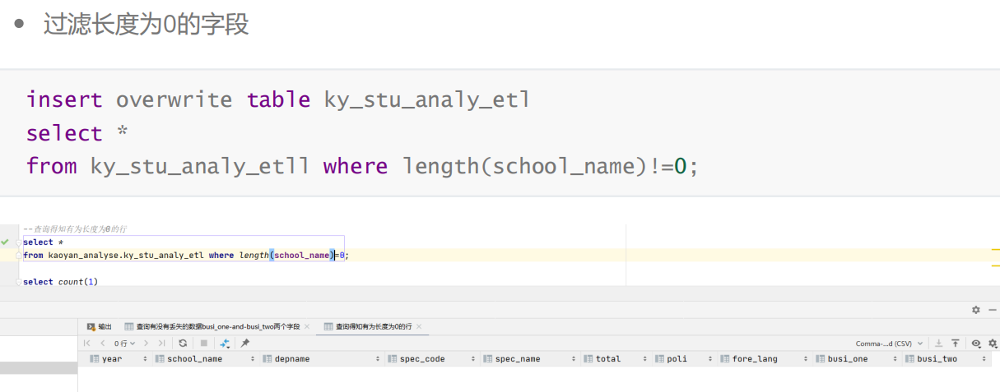 过滤长度为0的字段
insert overwrite table ky_stu_analy_etl
select *
from ky_stu_analy_etll where length(school_name)!=0;
--查询得知有为长度为0的行
select *
from kaoyan_analyse.ky_stu_analy_etl where length(school_name)=0;
select count(1)
输出 查询有没有丢失的数据busi_one-and-busi_two两个字段 查询得知有为长度为0的行
0 行 Comma-...d (CSV)
year school_name depname spec_code spec_name total poli fore_lang busi_one busi_two